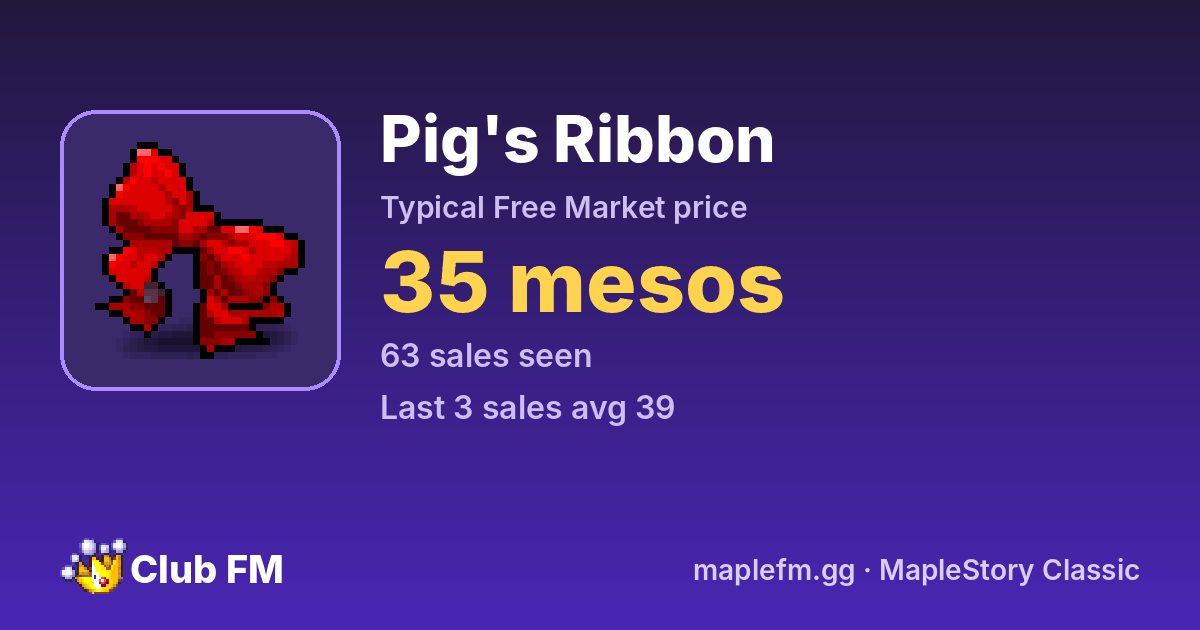 Pig's Ribbon
Typical Free Market price
35 mesos
63 sales seen
Last 3 sales avg 39
Club FM
maplefm.gg · MapleStory Classic